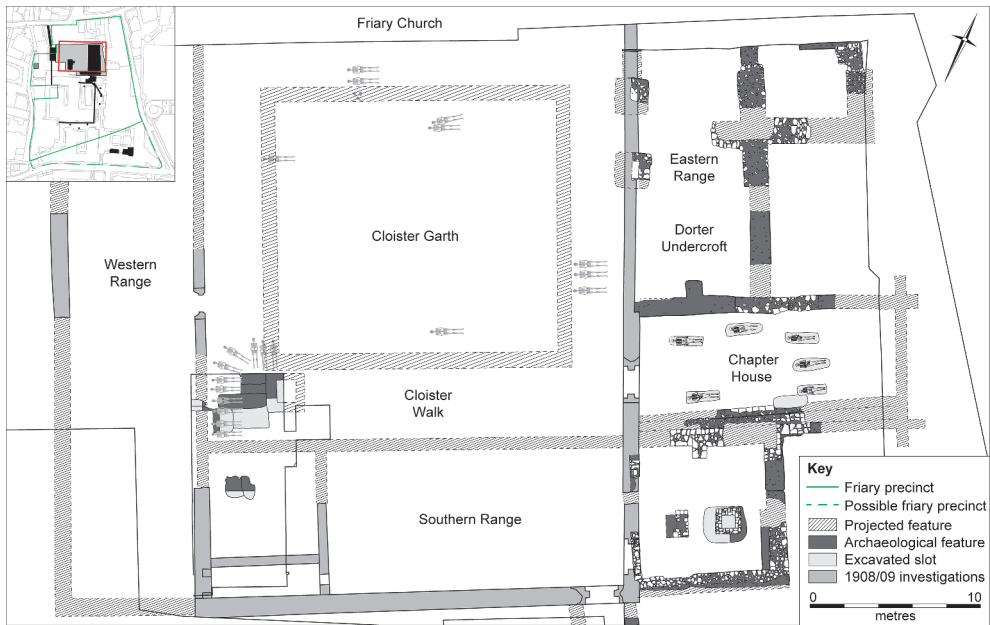 Friary Church
Eastern
Range
Cloister Garth
Dorter
Undercroft
Western
Range
Chapter
House
Cloister
Walk
Southern Range
Key
Friary precinct
Possible friary precinct
Projected feature
Archaeological feature
Excavated slot
1908/09 investigations
0 10
metres